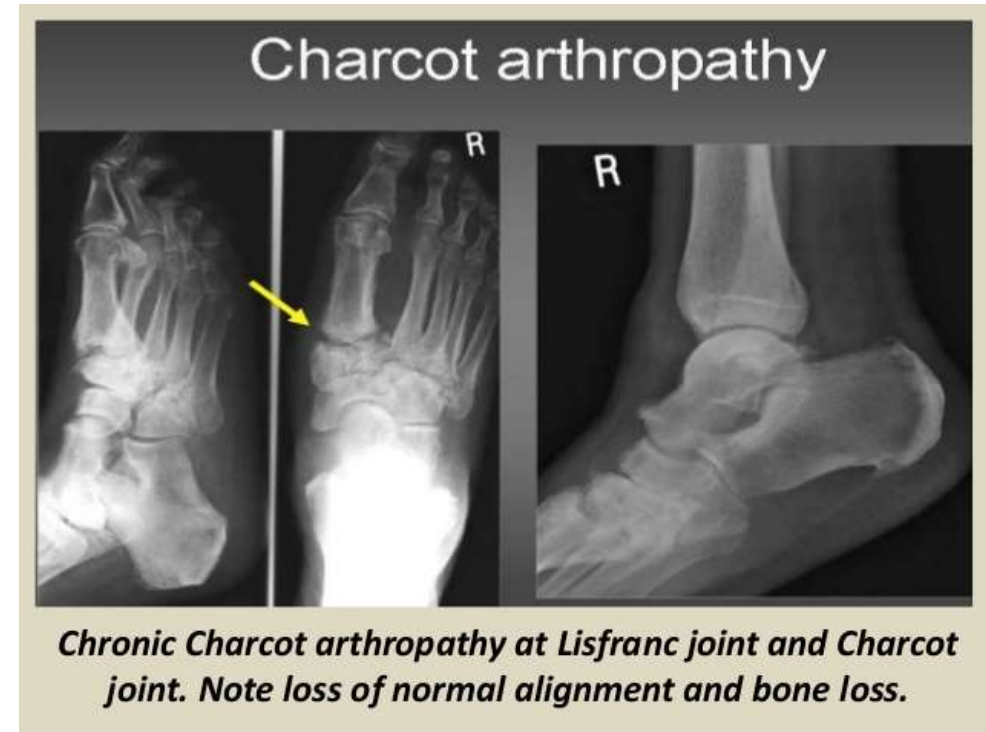 Charcot arthropathy
R
R
Chronic Charcot arthropathy at Lisfranc joint and Charcot
joint. Note loss of normal alignment and bone loss.